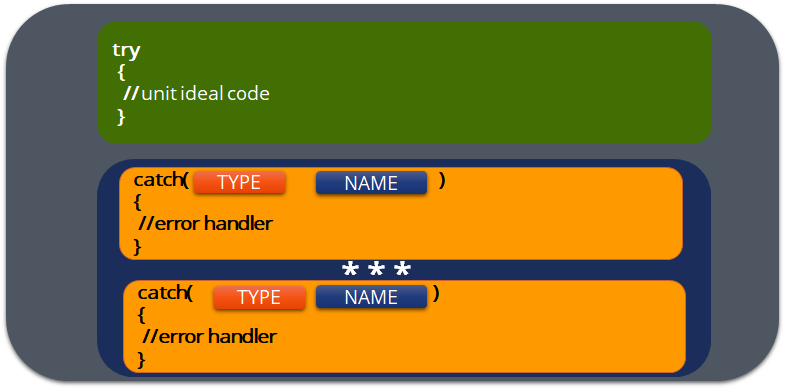 try
{
//unit ideal code
}
catch( TYPE NAME )
{
//error handler
}
***
catch( TYPE NAME )
{
//error handler
}